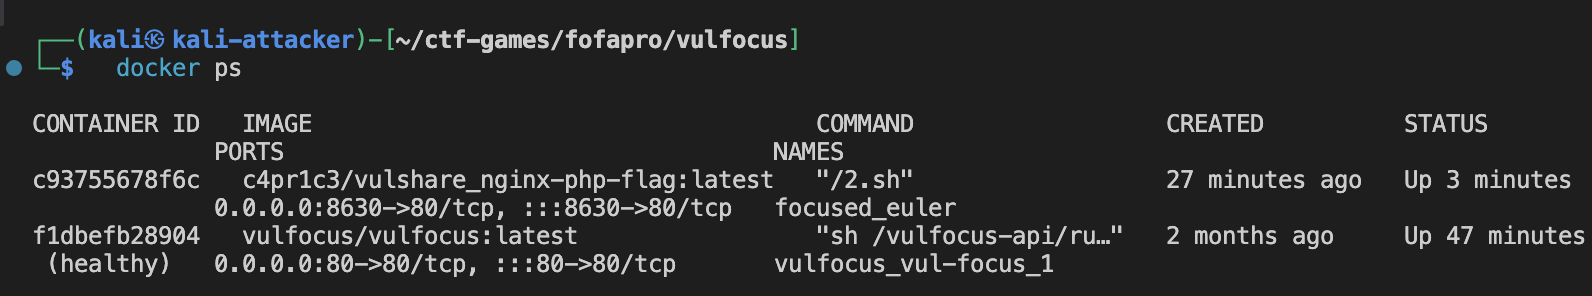 ┌──(kali㉿kali-attacker)-[~/ctf-games/fofapro/vulfocus]
└─$ docker ps
CONTAINER ID IMAGE COMMAND CREATED STATUS
PORTS NAMES
c93755678f6c c4pr1c3/vulshare_nginx-php-flag:latest "/2.sh" 27 minutes ago Up 3 minutes
0.0.0.0:8630->80/tcp, :::8630->80/tcp focused_euler
f1dbefb28904 vulfocus/vulfocus:latest "sh /vulfocus-api/ru…" 2 months ago Up 47 minutes
(healthy) 0.0.0.0:80->80/tcp, :::80->80/tcp vulfocus_vul-focus_1